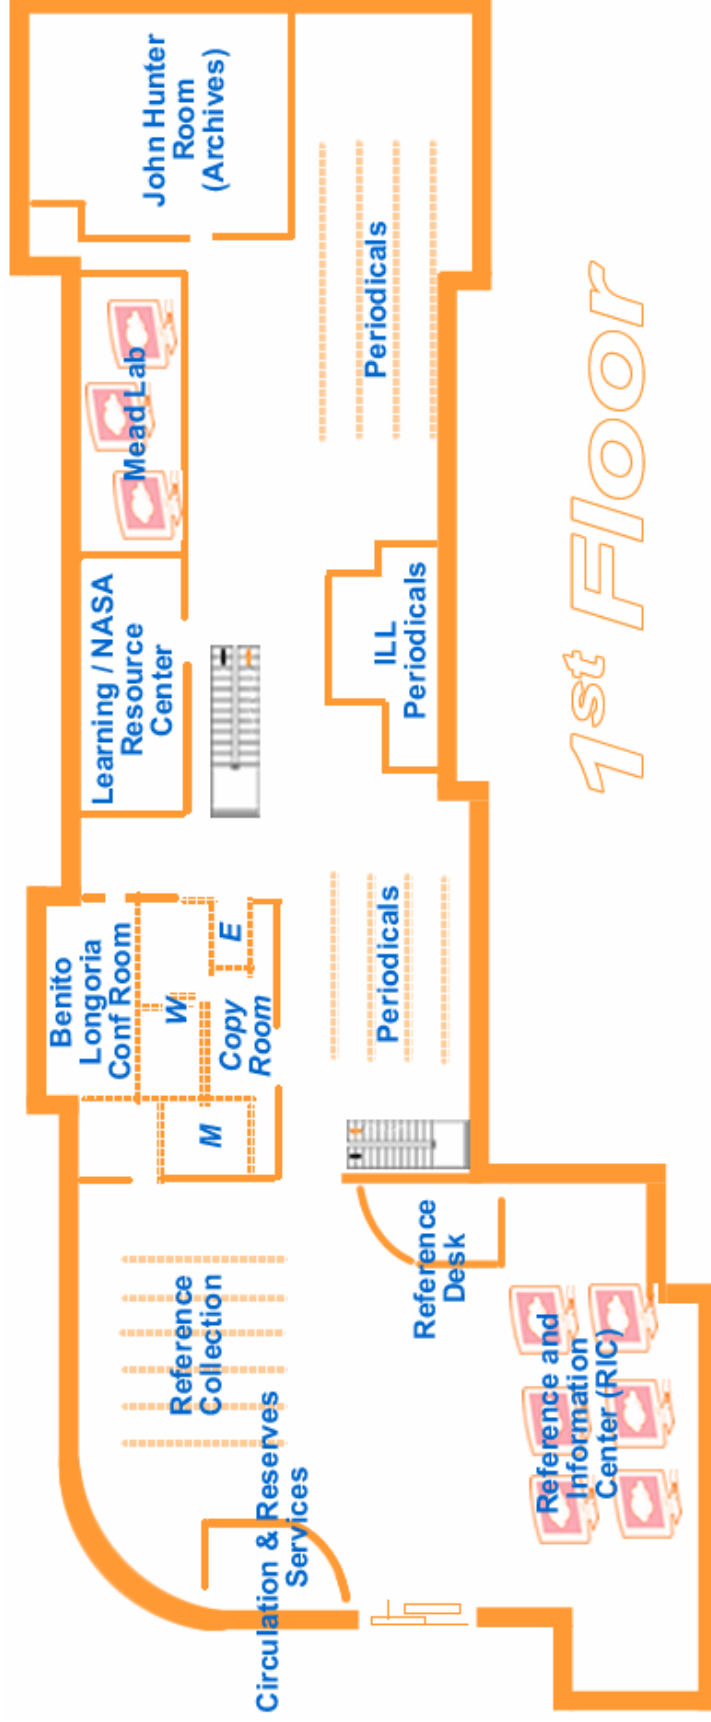 John Hunter
Room
(Archives)
Mead Lab
Periodicals
Learning / NASA
Resource
Center
ILL
Periodicals
1st Floor
Benito
Longoria
Conf Room
W
E
Copy
Room
M
Periodicals
Reference
Desk
Reference
Collection
Circulation & Reserves
Services
Reference and
Information
Center (RIC)